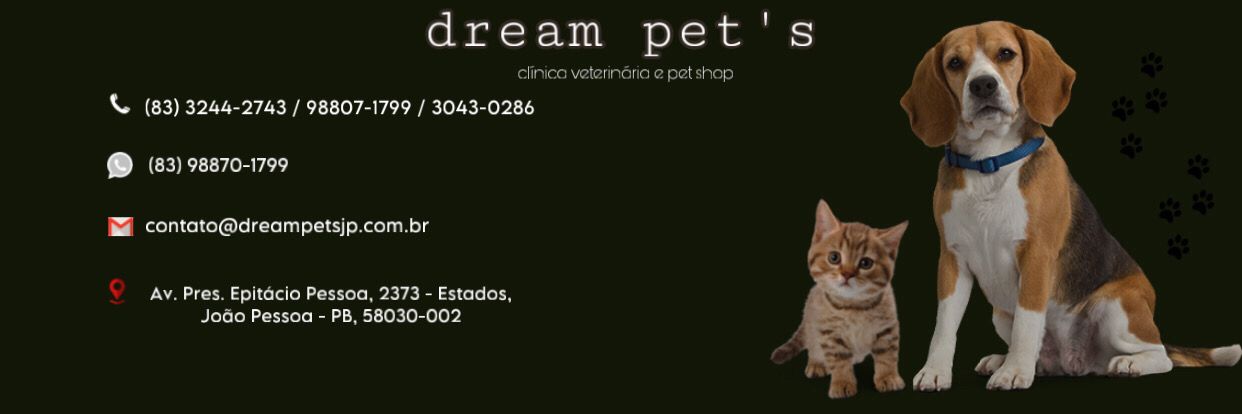 dream pet's
clínica veterinária e pet shop
(83) 3244-2743 / 98807-1799 / 3043-0286
(83) 98870-1799
contato@dreampetsjp.com.br
Av. Pres. Epitácio Pessoa, 2373 - Estados,
João Pessoa - PB, 58030-002